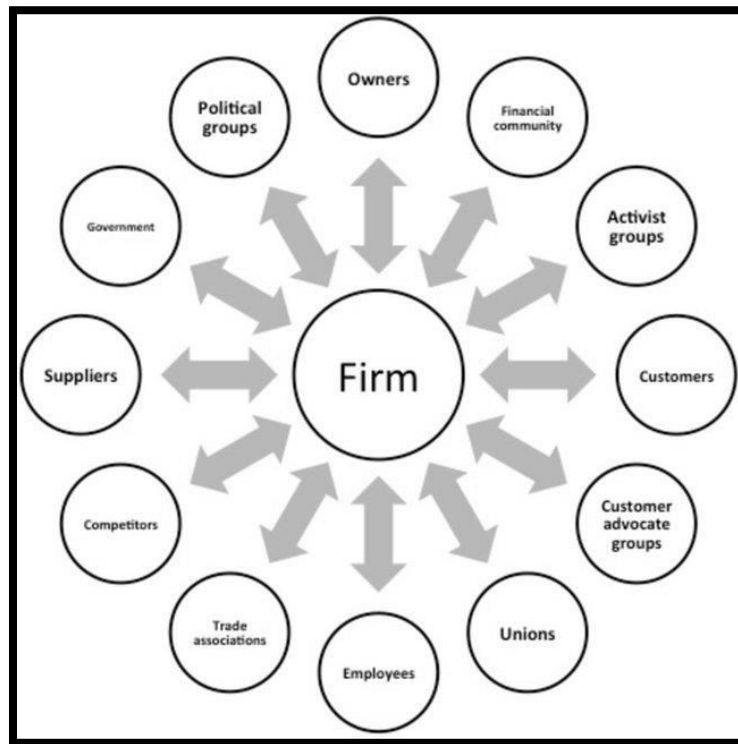 Owners
Financial
community
Activist
groups
Customers
Customer
advocate
groups
Unions
Employees
Trade
associations
Competitors
Suppliers
Government
Political
groups
Firm